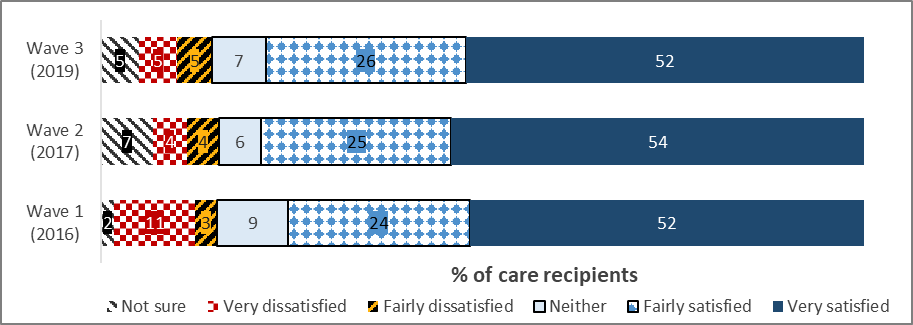 Wave 3
(2019)
5 5 5 7 26 52
Wave 2
(2017)
7 4 4 6 25 54
Wave 1
(2016)
2 11 3 9 24 52
% of care recipients
Not sure Very dissatisfied Fairly dissatisfied Neither Fairly satisfied Very satisfied